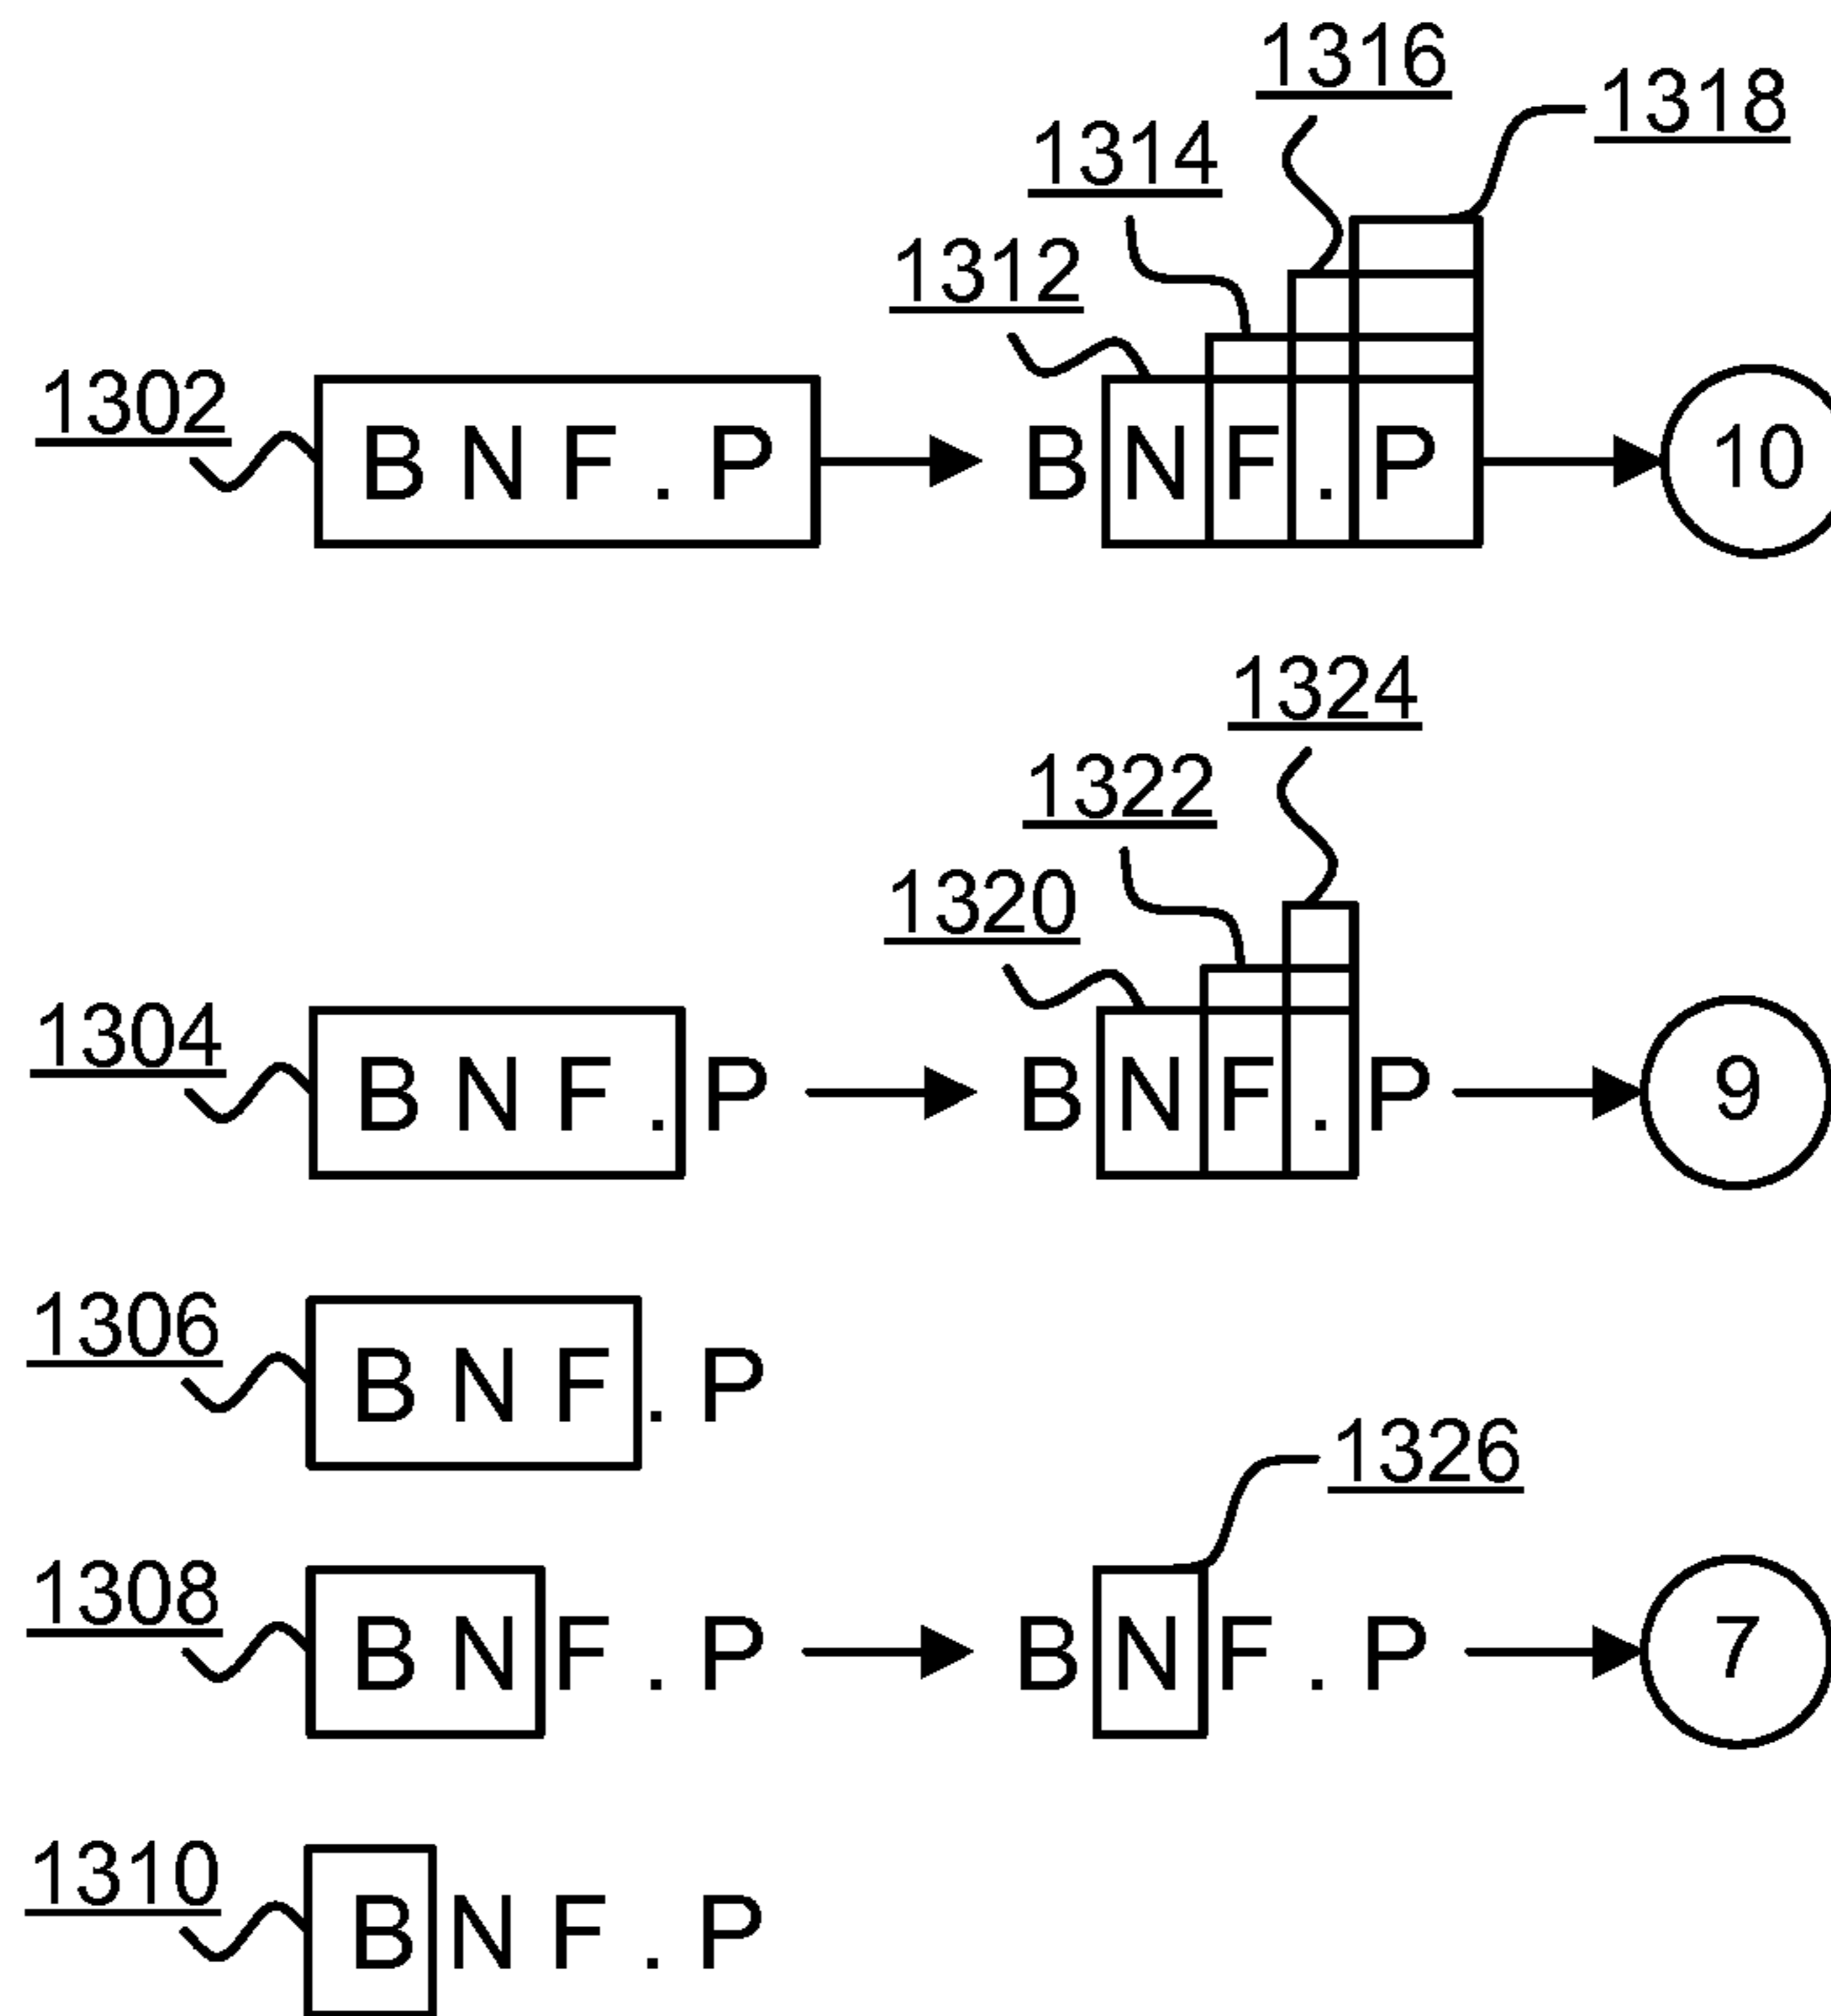 1316
1318
1314
1312
1302
B N F . P B N F . P 10
1324
1322
1320
1304
B N F . P B N F . P 9
1306
B N F . P
1326
1308
B N F . P B N F . P 7
1310
B N F . P